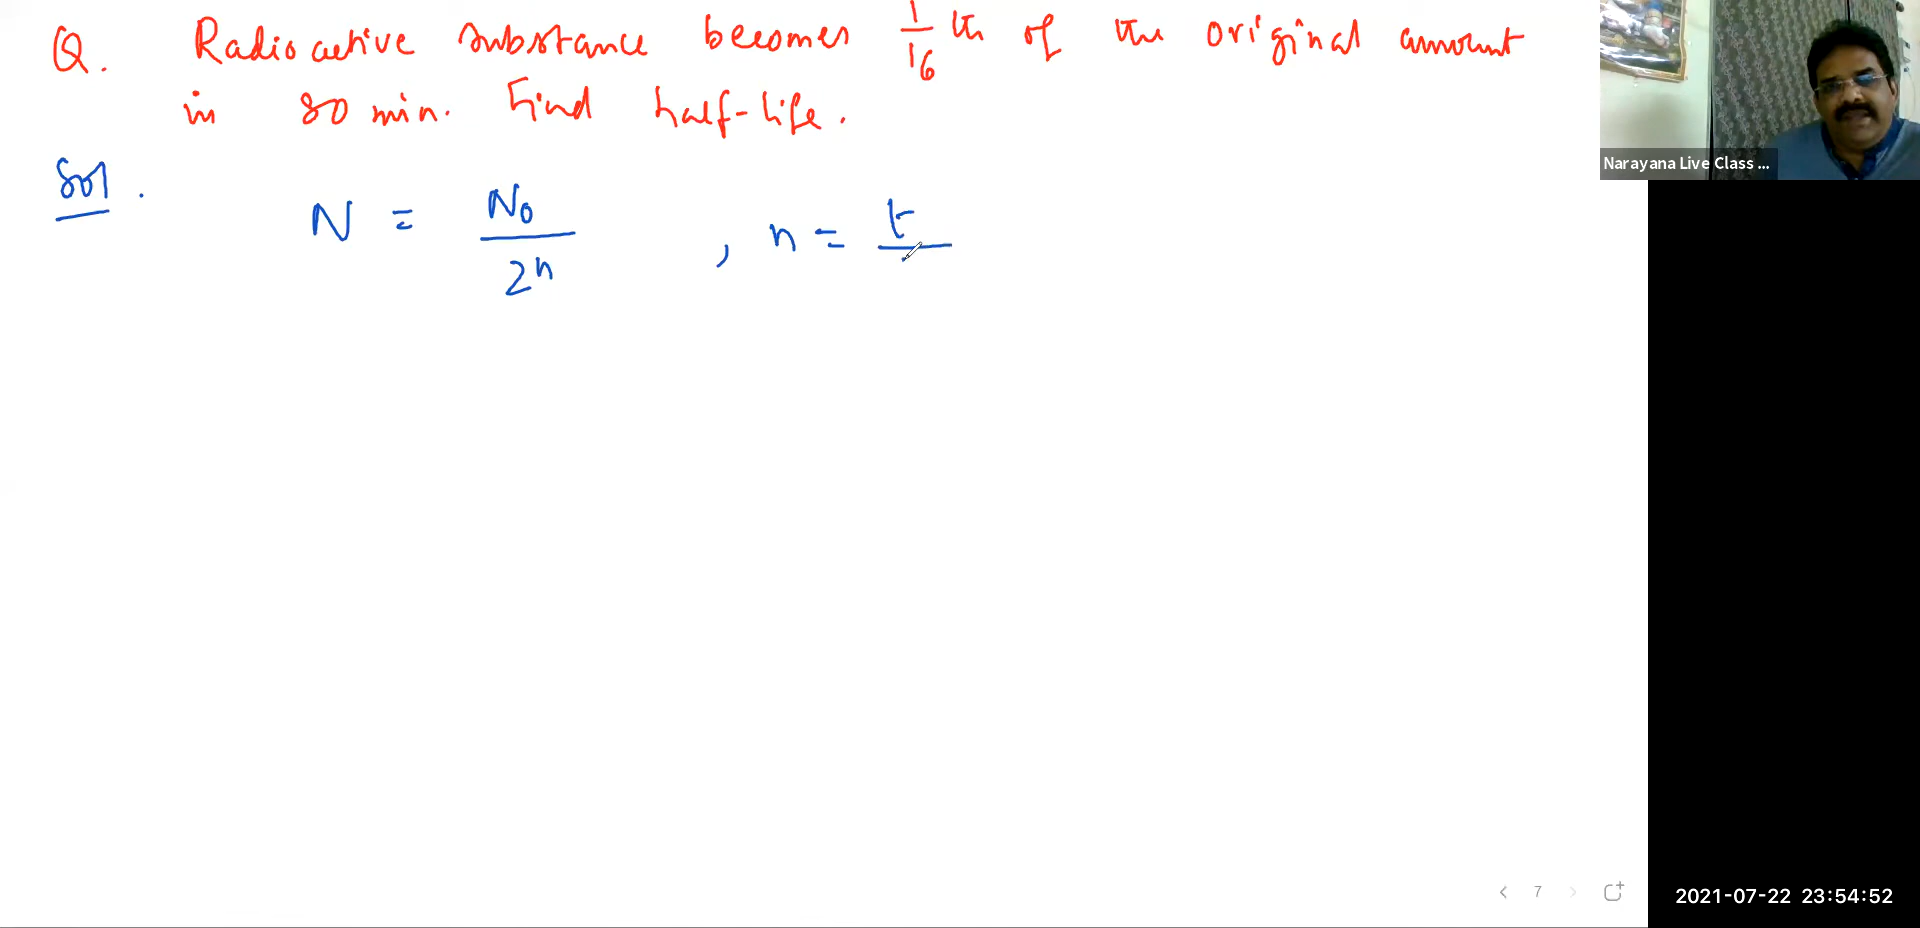 Q. Radioactive substance becomes 1/16 th of the original amount
in 80 min. Find half-life.
Sol.
N = N₀/2ⁿ , n = t
Narayana Live Class ...
7
2021-07-22 23:54:52